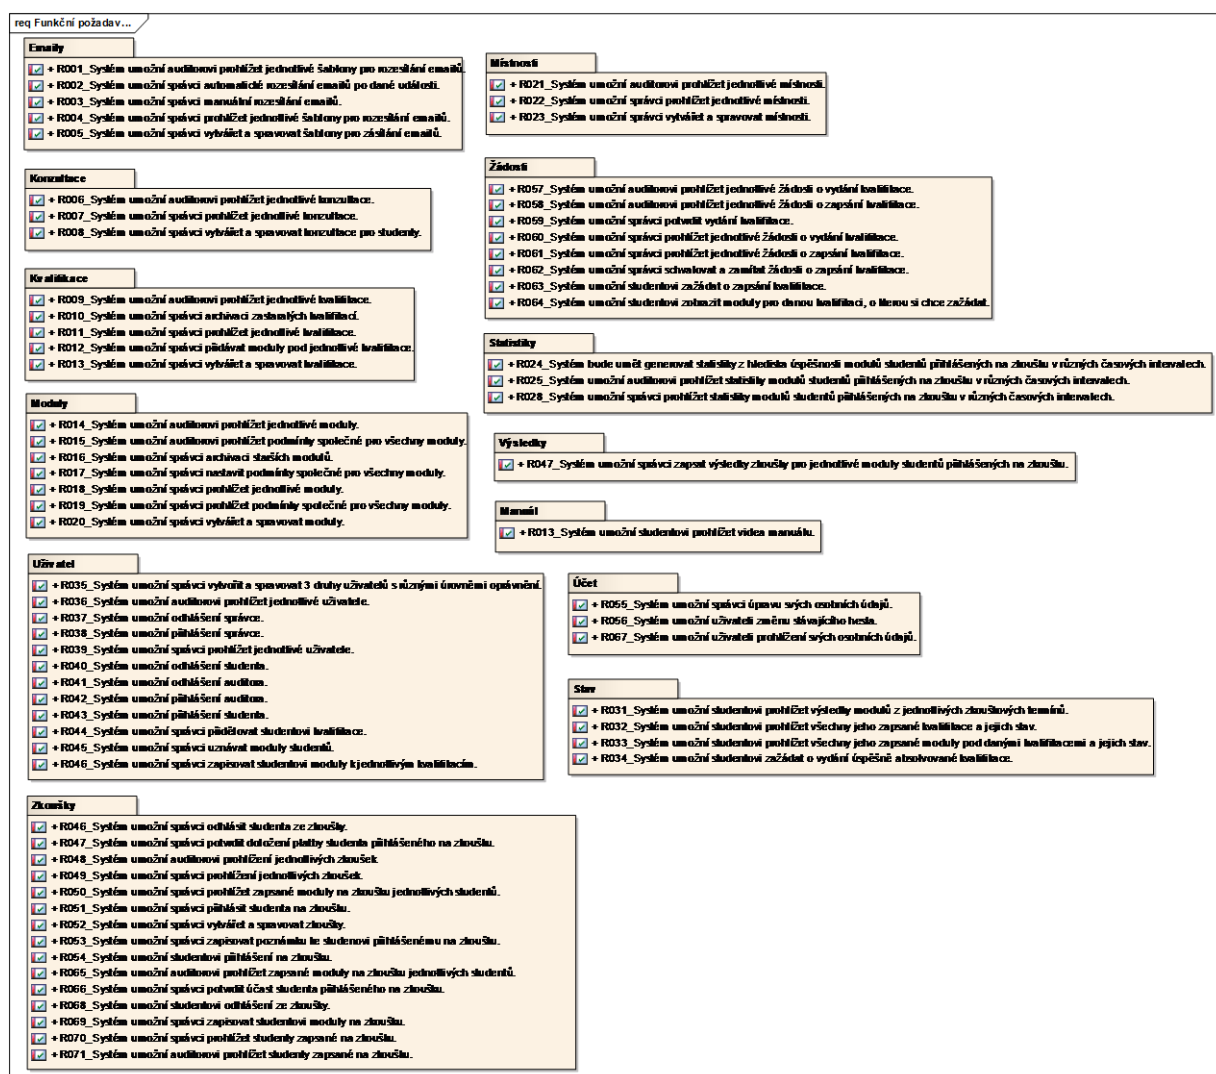 req Funkční požadav...
Emaily
+ R001_Systém umožní auditorovi prohlížet jednotlivé šablony pro rozesílání emailů.
+ R002_Systém umožní správci automatické rozesílání emailů po dané události.
+ R003_Systém umožní správci manuální rozesílání emailů.
+ R004_Systém umožní správci prohlížet jednotlivé šablony pro rozesílání emailů.
+ R005_Systém umožní správci vytvářet a spravovat šablony pro zásílání emailů.
Konzultace
+ R006_Systém umožní auditorovi prohlížet jednotlivé konzultace.
+ R007_Systém umožní správci prohlížet jednotlivé konzultace.
+ R008_Systém umožní správci vytvářet a spravovat konzultace pro studenty.
Kvalifikace
+ R009_Systém umožní auditorovi prohlížet jednotlivé kvalifikace.
+ R010_Systém umožní správci archivaci zastaralých kvalifikací.
+ R011_Systém umožní správci prohlížet jednotlivé kvalifikace.
+ R012_Systém umožní správci přidávat moduly pod jednotlivé kvalifikace.
+ R013_Systém umožní správci vytvářet a spravovat kvalifikace.
Moduly
+ R014_Systém umožní auditorovi prohlížet jednotlivé moduly.
+ R015_Systém umožní auditorovi prohlížet podmínky společné pro všechny moduly.
+ R016_Systém umožní správci archivaci starších modulů.
+ R017_Systém umožní správci nastavit podmínky společné pro všechny moduly.
+ R018_Systém umožní správci prohlížet jednotlivé moduly.
+ R019_Systém umožní správci prohlížet podmínky společné pro všechny moduly.
+ R020_Systém umožní správci vytvářet a spravovat moduly.
Uživatel
+ R035_Systém umožní správci vytvořit a spravovat 3 druhy uživatelů s různými úrovněmi oprávnění.
+ R036_Systém umožní auditorovi prohlížet jednotlivé uživatele.
+ R037_Systém umožní odhlášení správce.
+ R038_Systém umožní přihlášení správce.
+ R039_Systém umožní správci prohlížet jednotlivé uživatele.
+ R040_Systém umožní odhlášení studenta.
+ R041_Systém umožní odhlášení auditora.
+ R042_Systém umožní přihlášení auditora.
+ R043_Systém umožní přihlášení studenta.
+ R044_Systém umožní správci přidělovat studentovi kvalifikace.
+ R045_Systém umožní správci uznávat moduly studentů.
+ R046_Systém umožní správci zapisovat studentovi moduly k jednotlivým kvalifikacím.
Zkoušky
+ R046_Systém umožní správci odhlásit studenta ze zkoušky.
+ R047_Systém umožní správci potvrdit doložení platby studenta přihlášeného na zkoušku.
+ R048_Systém umožní auditorovi prohlížení jednotlivých zkoušek
+ R049_Systém umožní správci prohlížení jednotlivých zkoušek.
+ R050_Systém umožní správci prohlížet zapsané moduly na zkoušku jednotlivých studentů.
+ R051_Systém umožní správci přihlásit studenta na zkoušku.
+ R052_Systém umožní správci vytvářet a spravovat zkoušky.
+ R053_Systém umožní správci zapisovat poznámku ke studenovi přihlášenému na zkoušku.
+ R054_Systém umožní studentovi přihlášení na zkoušku.
+ R065_Systém umožní auditorovi prohlížet zapsané moduly na zkoušku jednotlivých studentů.
+ R066_Systém umožní správci potvrdit účast studenta přihlášeného na zkoušku.
+ R068_Systém umožní studentovi odhlášení ze zkoušky.
+ R069_Systém umožní správci zapisovat studentovi moduly na zkoušku.
+ R070_Systém umožní správci prohlížet studenty zapsané na zkoušku.
+ R071_Systém umožní auditorovi prohlížet studenty zapsané na zkoušku.
Místnosti
+ R021_Systém umožní auditorovi prohlížet jednotlivé místnosti.
+ R022_Systém umožní správci prohlížet jednotlivé místnosti.
+ R023_Systém umožní správci vytvářet a spravovat místnosti.
Žádosti
+ R057_Systém umožní auditorovi prohlížet jednotlivé žádosti o vydání kvalifikace.
+ R058_Systém umožní auditorovi prohlížet jednotlivé žádosti o zapsání kvalifikace.
+ R059_Systém umožní správci potvrdit vydání kvalifikace.
+ R060_Systém umožní správci prohlížet jednotlivé žádosti o vydání kvalifikace.
+ R061_Systém umožní správci prohlížet jednotlivé žádosti o zapsání kvalifikace.
+ R062_Systém umožní správci schvalovat a zamítat žádosti o zapsání kvalifikace.
+ R063_Systém umožní studentovi zažádat o zapsání kvalifikace.
+ R064_Systém umožní studentovi zobrazit moduly pro danou kvalifikaci, o kterou si chce zažádat.
Statistiky
+ R024_Systém bude umět generovat statistiky z hlediska úspěšnosti modulů studentů přihlášených na zkoušku v různých časových intervalech.
+ R025_Systém umožní auditorovi prohlížet statistiky modulů studentů přihlášených na zkoušku v různých časových intervalech.
+ R028_Systém umožní správci prohlížet statistiky modulů studentů přihlášených na zkoušku v různých časových intervalech.
Výsledky
+ R047_Systém umožní správci zapsat výsledky zkoušky pro jednotlivé moduly studentů přihlášených na zkoušku.
Manuál
+ R013_Systém umožní studentovi prohlížet videa manuálu.
Účet
+ R055_Systém umožní správci úpravu svých osobních údajů.
+ R056_Systém umožní uživateli změnu stávajícího hesla.
+ R067_Systém umožní uživateli prohlížení svých osobních údajů.
Stav
+ R031_Systém umožní studentovi prohlížet výsledky modulů z jednotlivých zkouškových termínů.
+ R032_Systém umožní studentovi prohlížet všechny jeho zapsané kvalifikace a jejich stav.
+ R033_Systém umožní studentovi prohlížet všechny jeho zapsané moduly pod danými kvalifikacemi a jejich stav.
+ R034_Systém umožní studentovi zažádat o vydání úspěšně absolvované kvalifikace.